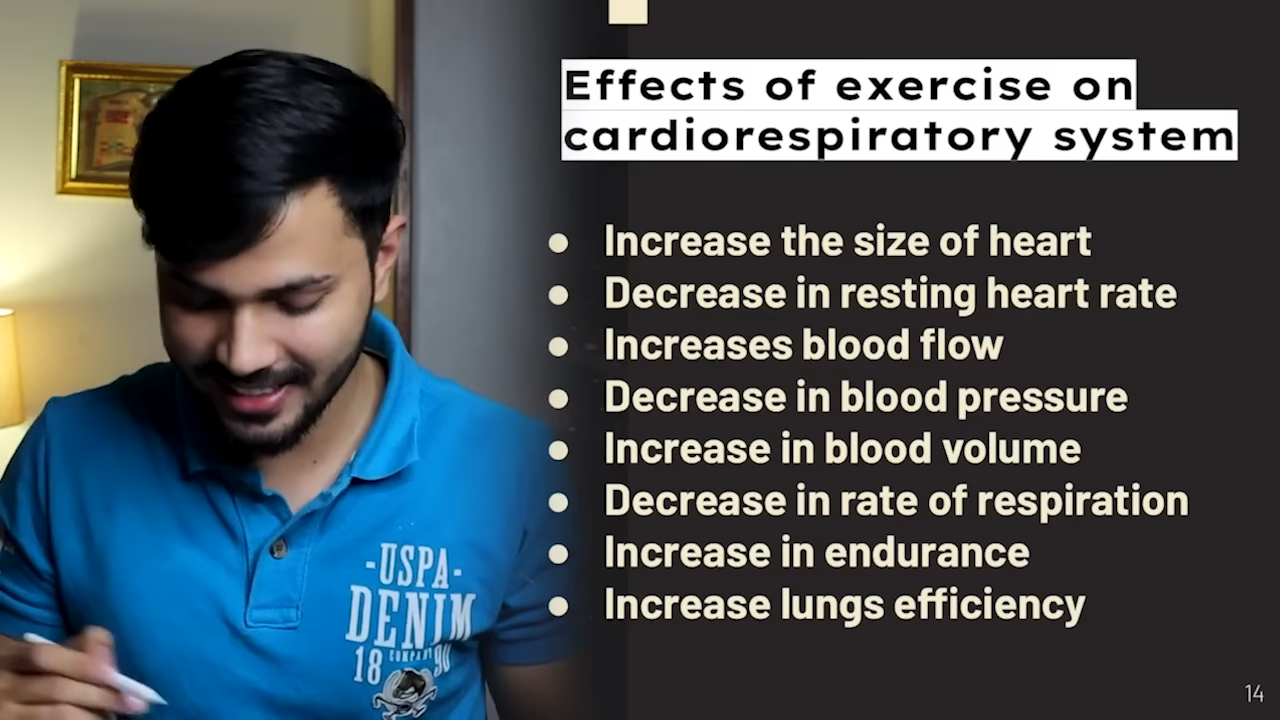 Effects of exercise on
cardiorespiratory system
● Increase the size of heart
● Decrease in resting heart rate
● Increases blood flow
● Decrease in blood pressure
● Increase in blood volume
● Decrease in rate of respiration
● Increase in endurance
● Increase lungs efficiency
-USPA-
DENIM
18 COMPANY 90
14